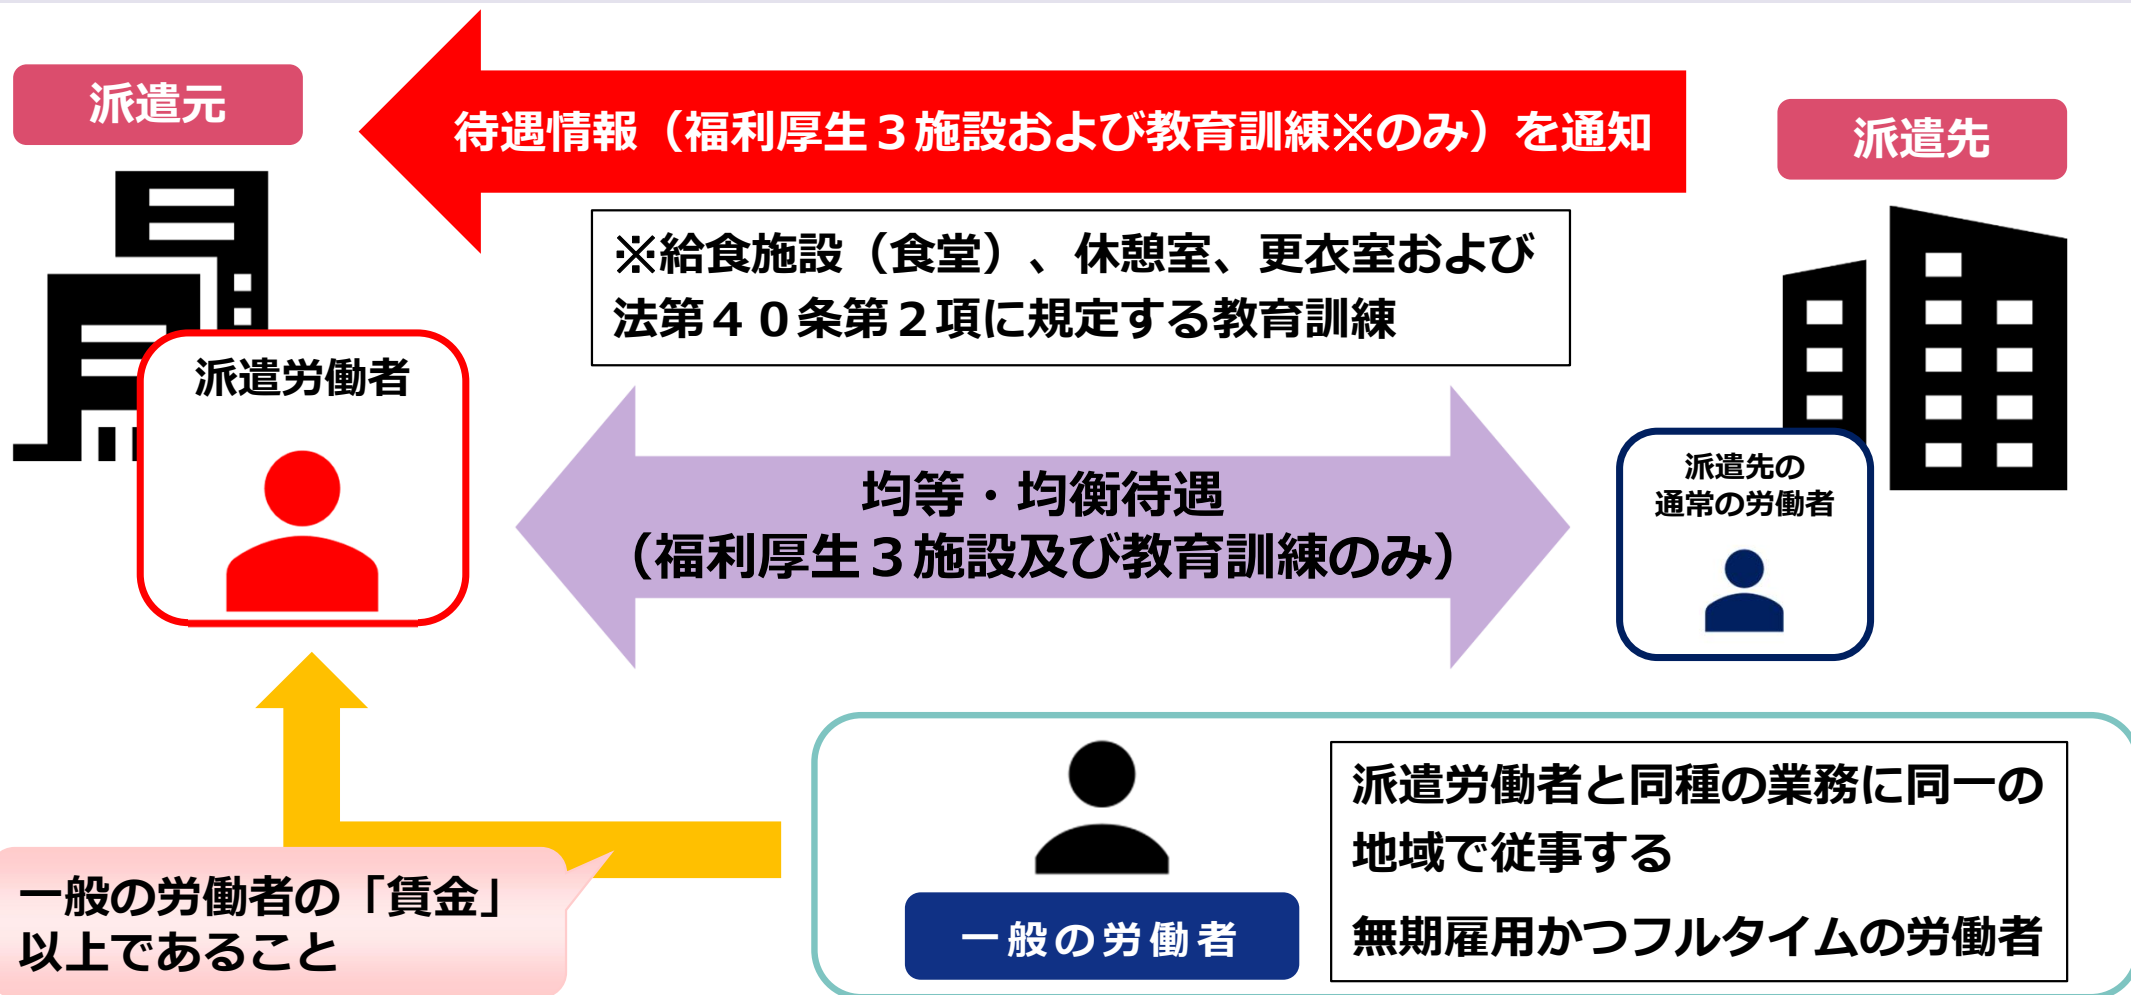 派遣元
待遇情報（福利厚生３施設および教育訓練※のみ）を通知
派遣先
※給食施設（食堂）、休憩室、更衣室および
法第４０条第２項に規定する教育訓練
派遣労働者
均等・均衡待遇
（福利厚生３施設及び教育訓練のみ）
派遣先の
通常の労働者
一般の労働者の「賃金」
以上であること
一般の労働者
派遣労働者と同種の業務に同一の
地域で従事する
無期雇用かつフルタイムの労働者